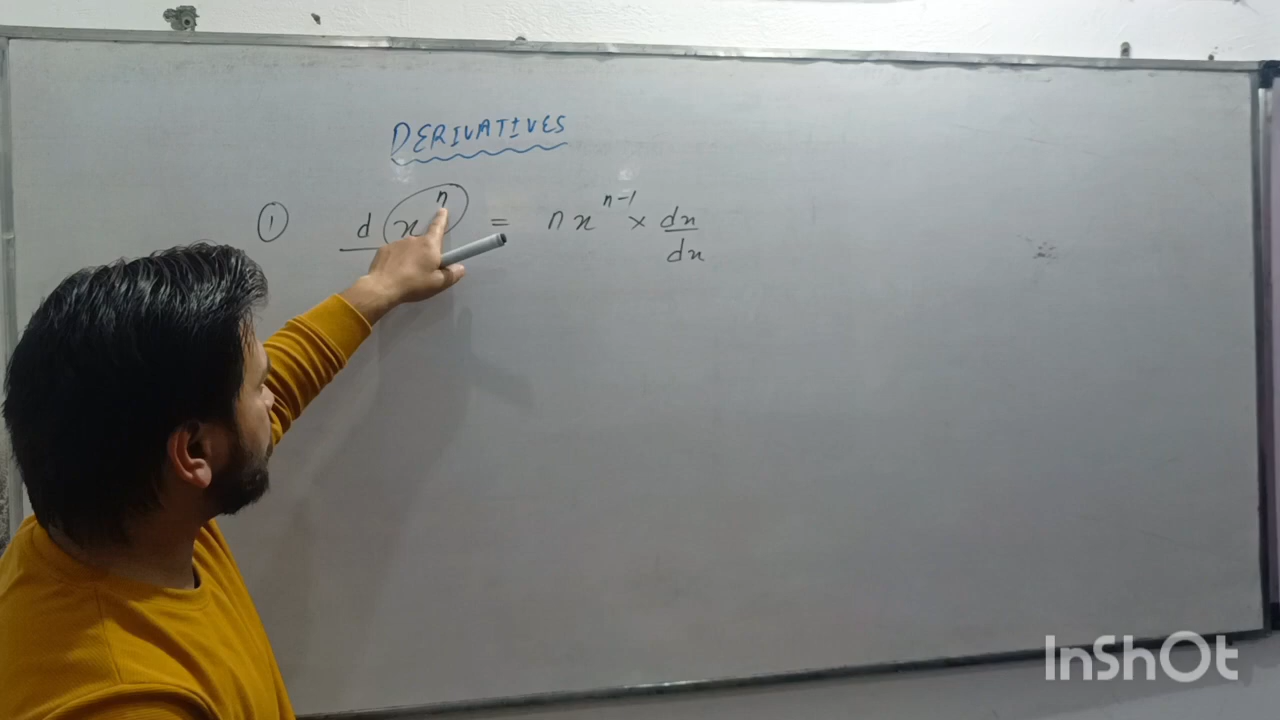 DERIVATIVES
① d (x^n) = n x^{n-1} × dx/dx
InShOt